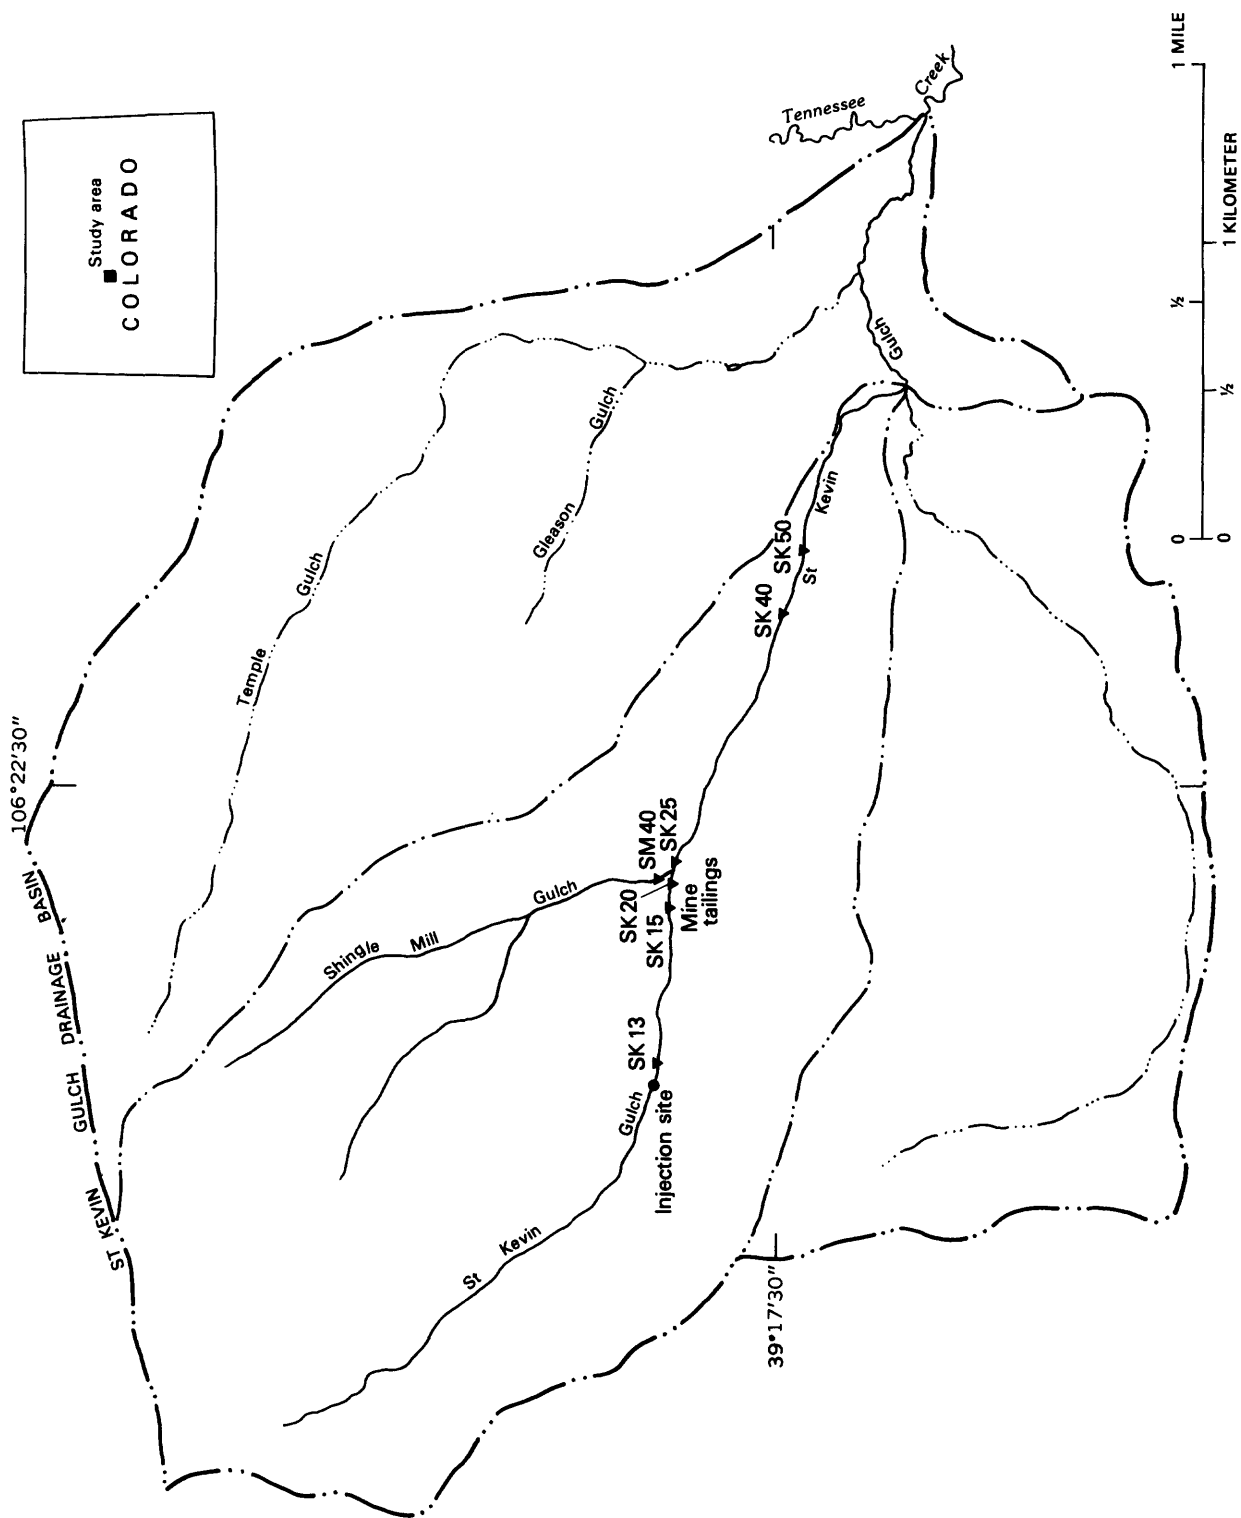 106°22'30"
ST KEVIN GULCH DRAINAGE BASIN
Study area
COLORADO
Temple Gulch
Gleason Gulch
Tennessee
Creek
Shingle Mill Gulch
St Kevin Gulch
Injection site
SK 13
SK 15
SK20
SM 40
SK 25
Mine
tailings
SK 40
SK 50
St Kevin Gulch
39°17'30"
0 ½ 1 MILE
0 ½ 1 KILOMETER